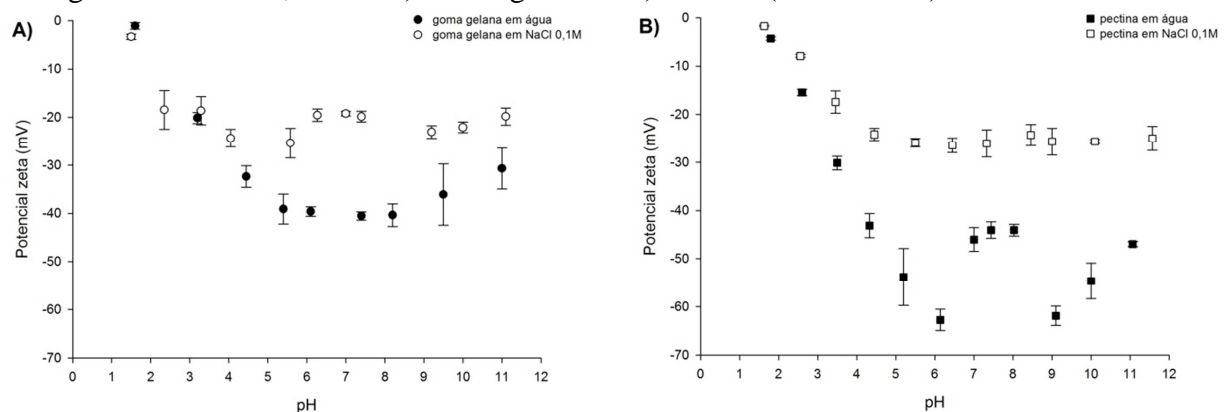 A)
goma gelana em água
goma gelana em NaCl 0,1M
Potencial zeta (mV)
0
-10
-20
-30
-40
-50
-60
-70
0 1 2 3 4 5 6 7 8 9 10 11 12
pH
B)
pectina em água
pectina em NaCl 0,1M
Potencial zeta (mV)
0
-10
-20
-30
-40
-50
-60
-70
0 1 2 3 4 5 6 7 8 9 10 11 12
pH